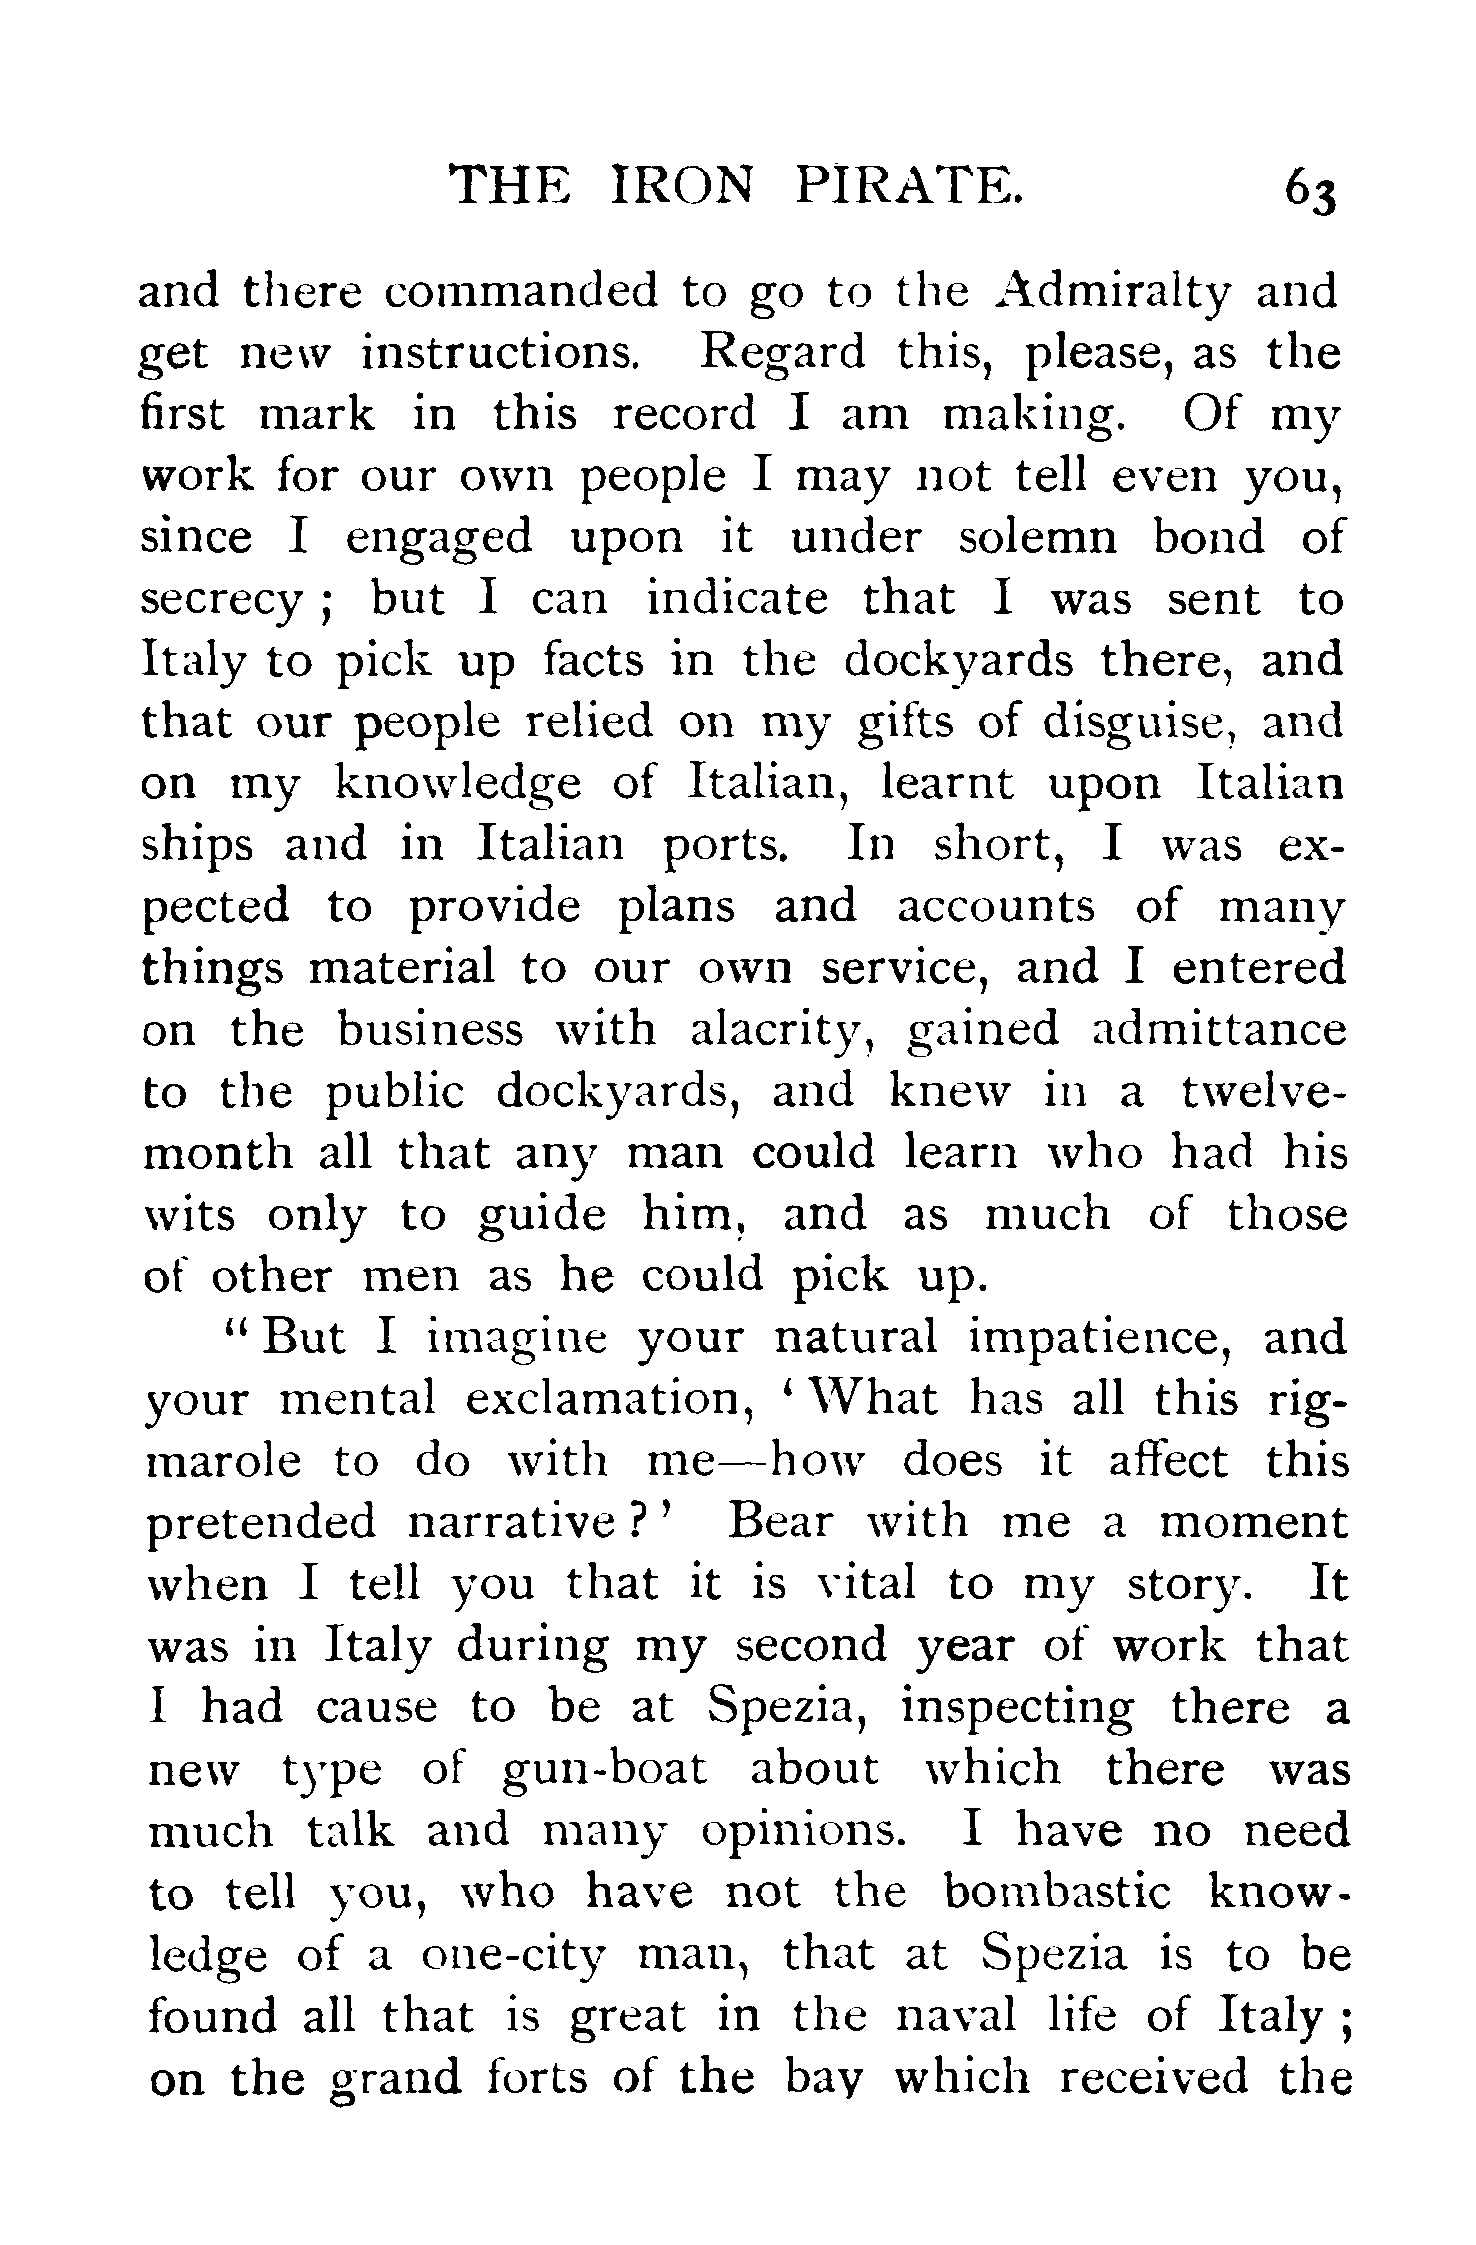 THE IRON PIRATE. 63
and there commanded to go to the Admiralty and
get new instructions. Regard this, please, as the
first mark in this record I am making. Of my
work for our own people I may not tell even you,
since I engaged upon it under solemn bond of
secrecy ; but I can indicate that I was sent to
Italy to pick up facts in the dockyards there, and
that our people relied on my gifts of disguise, and
on my knowledge of Italian, learnt upon Italian
ships and in Italian ports. In short, I was ex-
pected to provide plans and accounts of many
things material to our own service, and I entered
on the business with alacrity, gained admittance
to the public dockyards, and knew in a twelve-
month all that any man could learn who had his
wits only to guide him, and as much of those
of other men as he could pick up.
“ But I imagine your natural impatience, and
your mental exclamation, ‘ What has all this rig-
marole to do with me—how does it affect this
pretended narrative ? ’ Bear with me a moment
when I tell you that it is vital to my story. It
was in Italy during my second year of work that
I had cause to be at Spezia, inspecting there a
new type of gun-boat about which there was
much talk and many opinions. I have no need
to tell you, who have not the bombastic know-
ledge of a one-city man, that at Spezia is to be
found all that is great in the naval life of Italy ;
on the grand forts of the bay which received the